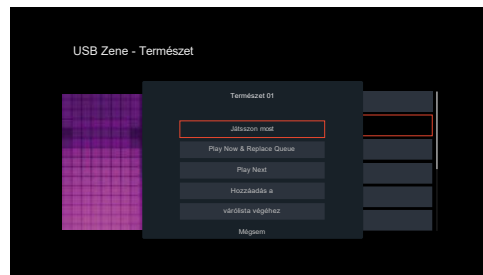 USB Zene - Természet
Természet 01
Játsszon most
Play Now & Replace Queue
Play Next
Hozzáadás a
várólista végéhez
Mégsem